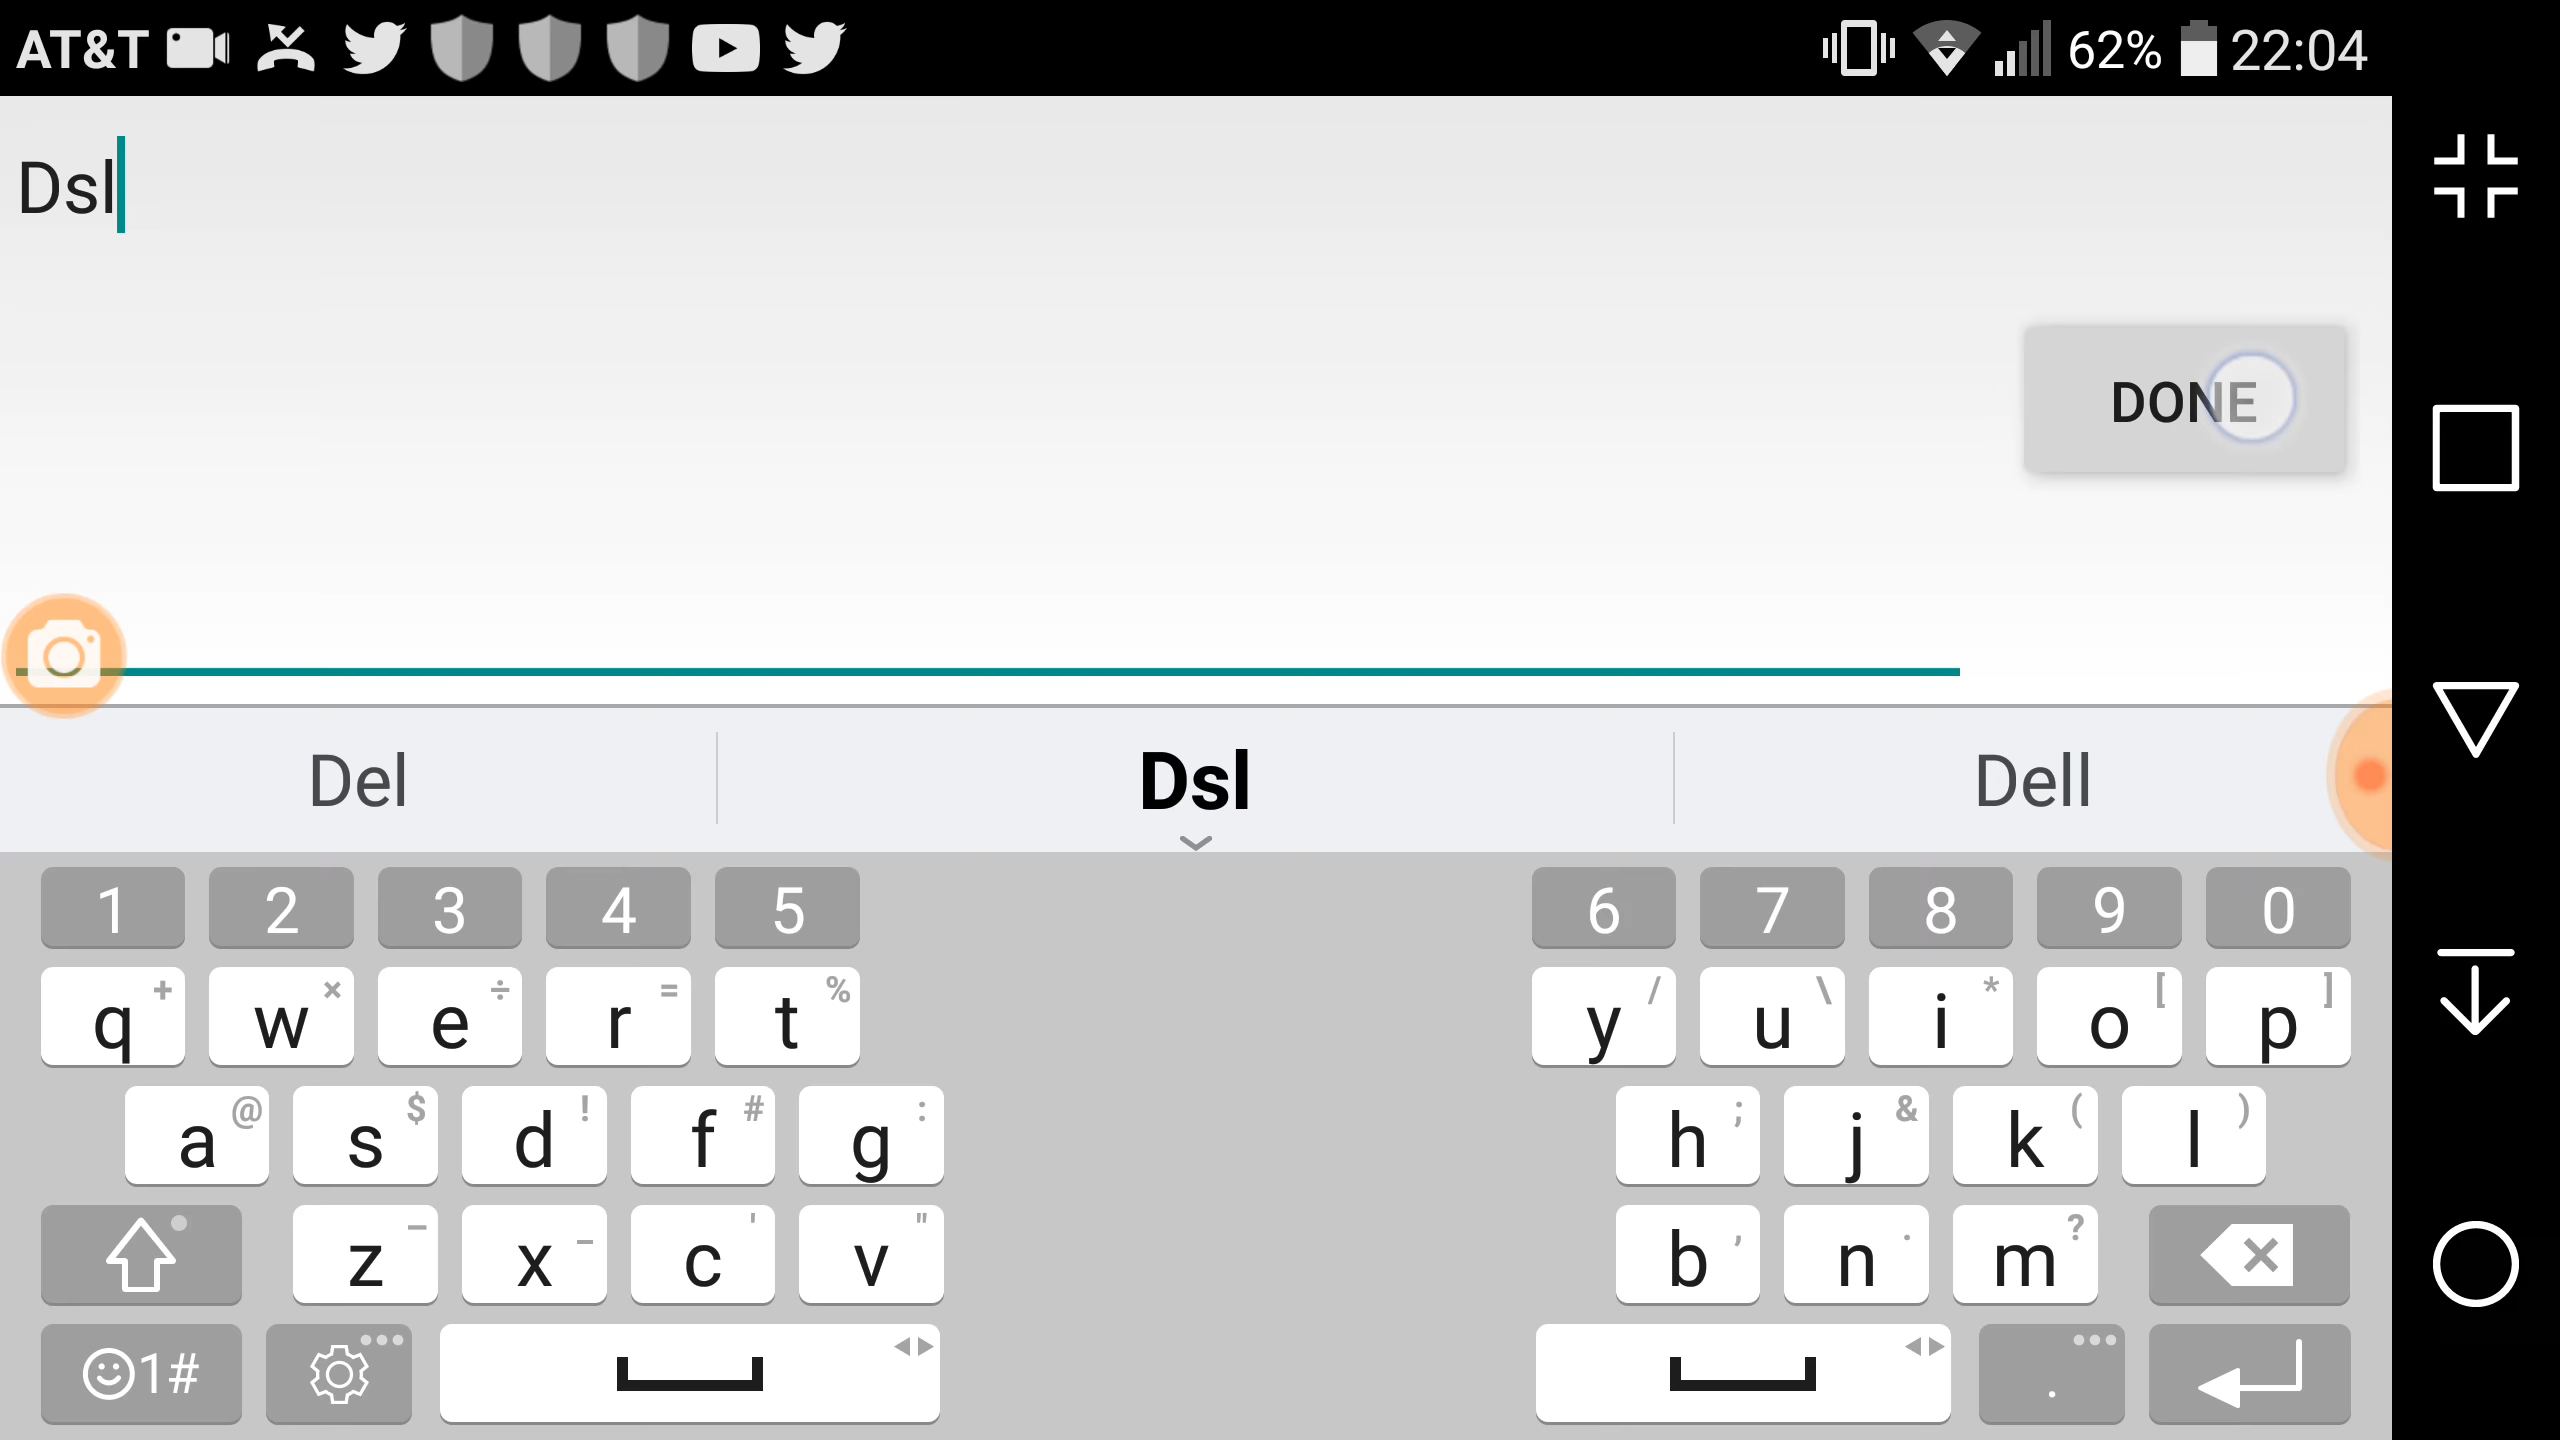 AT&T 62% 22:04
Dsl
DONE
Del Dsl Dell
1 2 3 4 5 6 7 8 9 0
q + w × e ÷ r = t % y / u \ i * o [ p ]
a @ s $ d ! f # g : h ; j & k ( l )
z – x _ c ' v " b , n . m ?
1# .